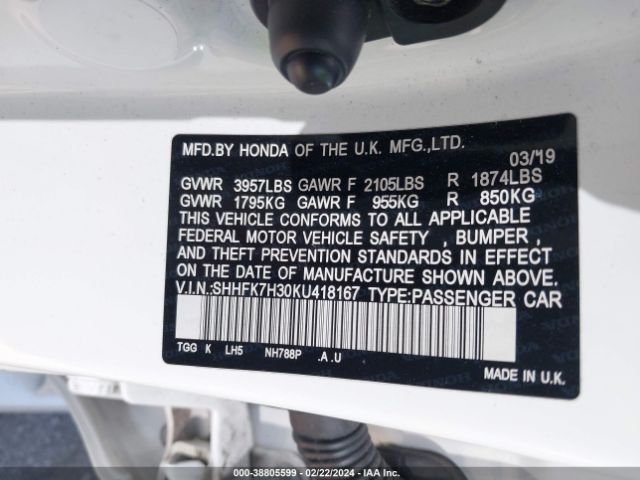 MFD.BY HONDA OF THE U.K. MFG.,LTD.
03/19
GVWR 3957LBS GAWR F 2105LBS R 1874LBS
GVWR 1795KG GAWR F 955KG R 850KG
THIS VEHICLE CONFORMS TO ALL APPLICABLE
FEDERAL MOTOR VEHICLE SAFETY , BUMPER ,
AND THEFT PREVENTION STANDARDS IN EFFECT
ON THE DATE OF MANUFACTURE SHOWN ABOVE.
V.I.N.:SHHFK7H30KU418167 TYPE:PASSENGER CAR
TGG K LH5 NH788P .A.U
MADE IN U.K.
000-38805599 - 02/22/2024 - IAA Inc.